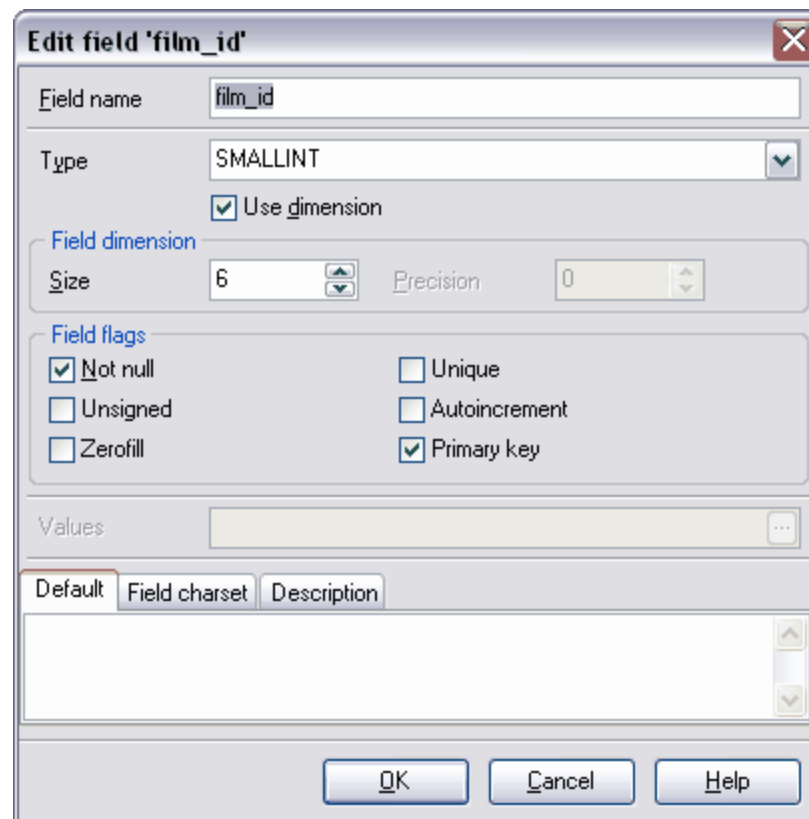 Edit field 'film_id'
Field name film_id
Type SMALLINT
Use dimension
Field dimension
Size 6 Precision 0
Field flags
Not null Unique
Unsigned Autoincrement
Zerofill Primary key
Values ...
Default Field charset Description
OK Cancel Help